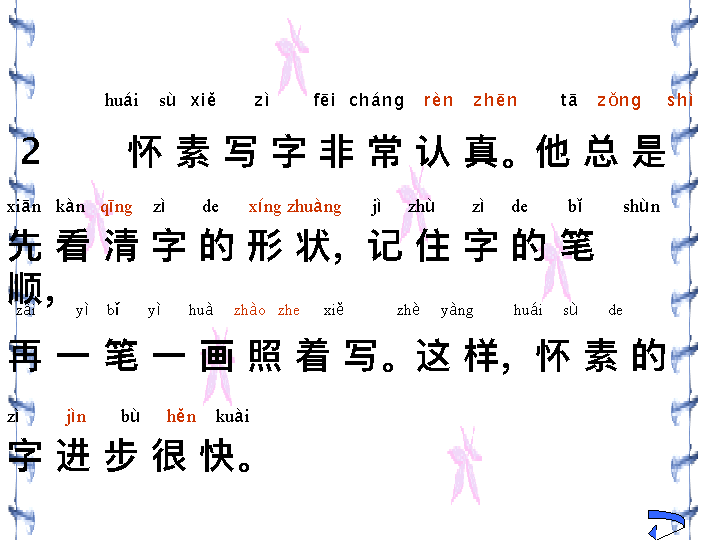 huái sù xiě zì fēi cháng rèn zhēn tā zǒng shì
2 怀素写字非常认真。他总是
xiān kàn qīng zì de xíng zhuàng jì zhù zì de bǐ shùn
先看清字的形状，记住字的笔
顺，
zài yì bǐ yì huà zhào zhe xiě zhè yàng huái sù de
再一笔一画照着写。这样，怀素的
zì jìn bù hěn kuài
字进步很快。